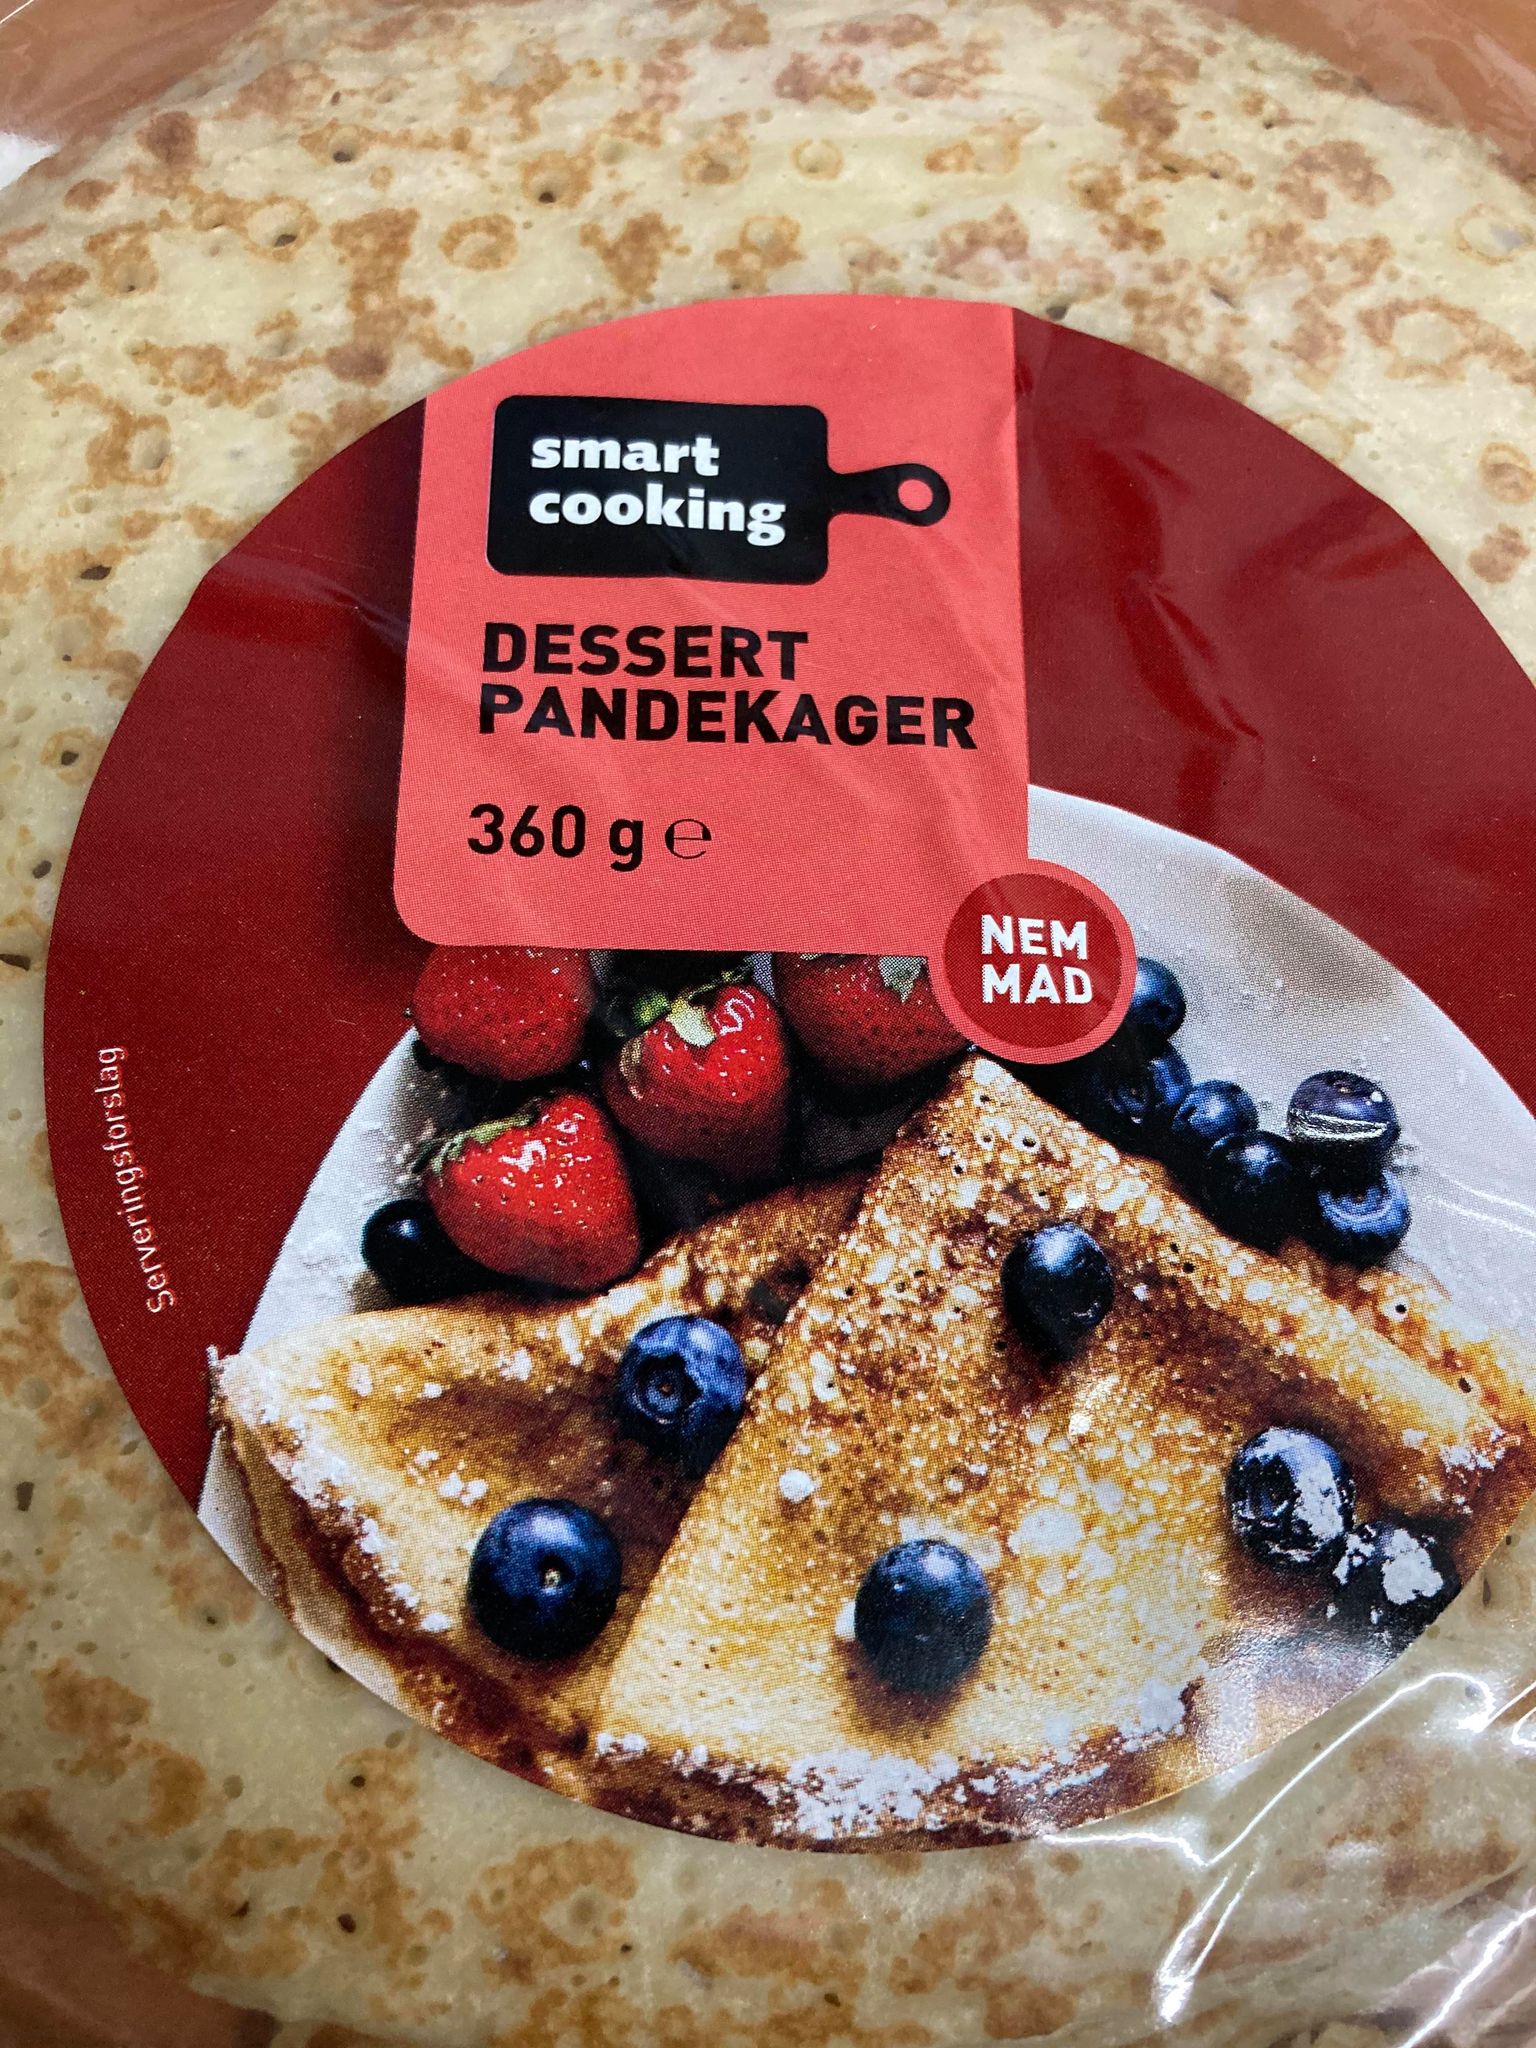 smart
cooking
DESSERT
PANDEKAGER
360 g ℮
NEM
MAD
Serveringsforslag